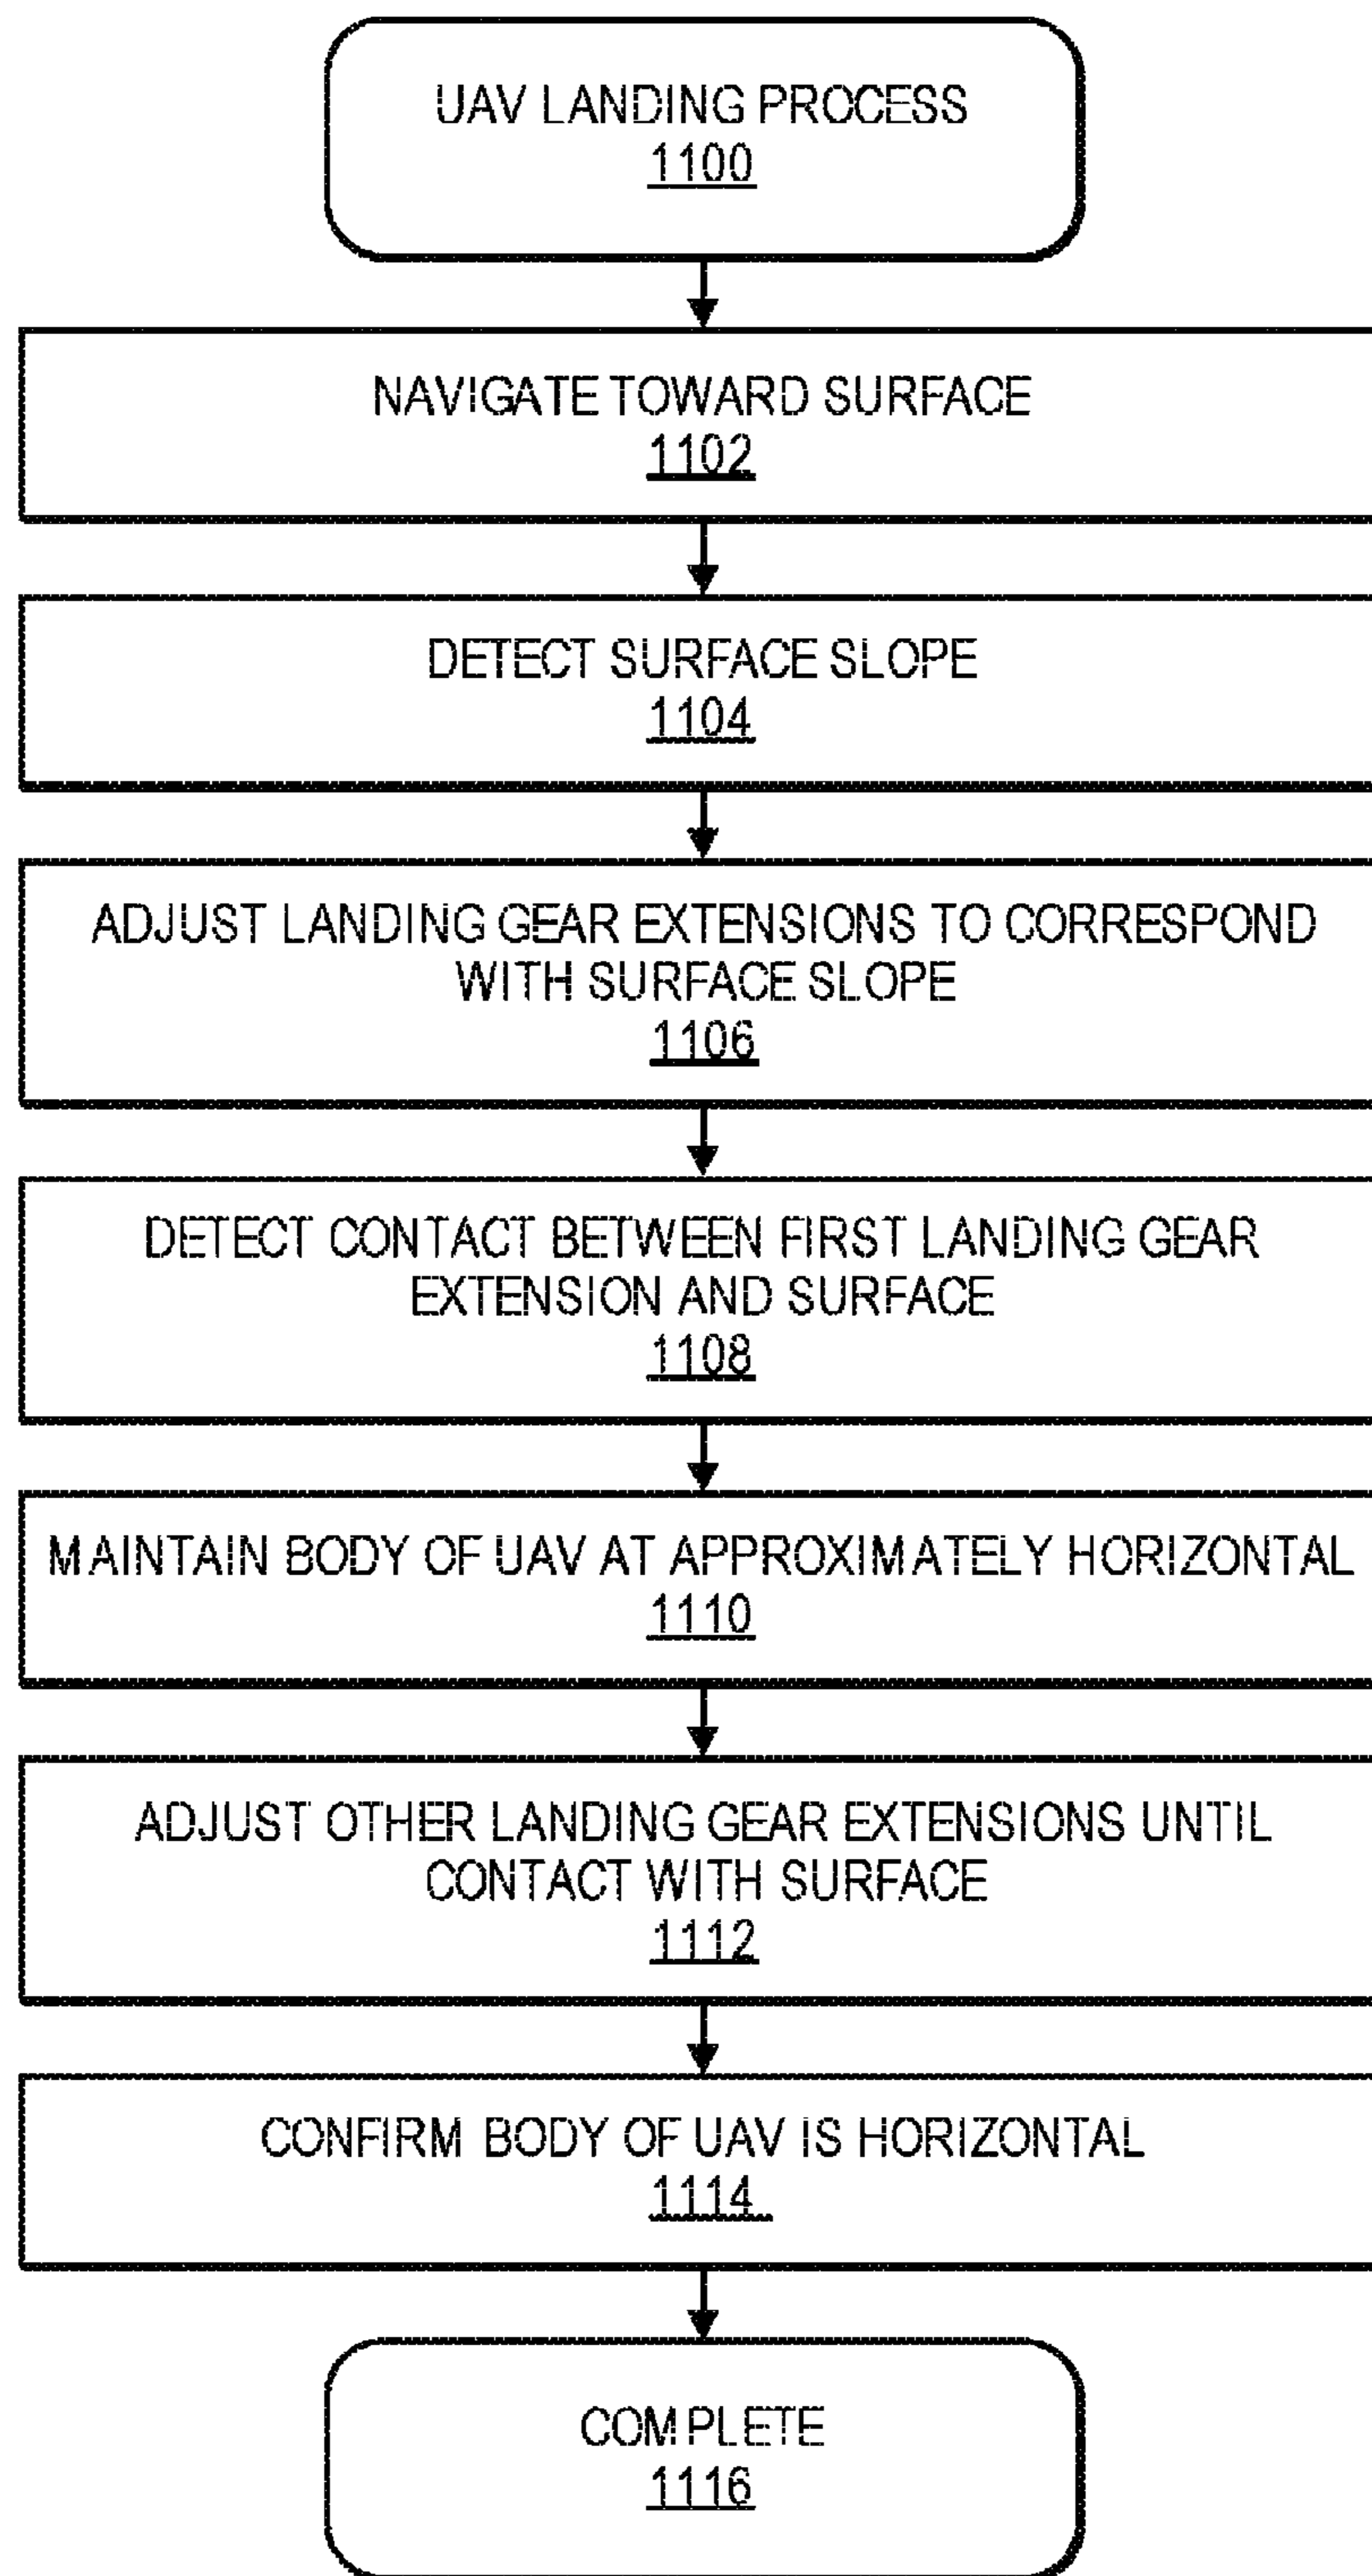 UAV LANDING PROCESS
1100
NAVIGATE TOWARD SURFACE
1102
DETECT SURFACE SLOPE
1104
ADJUST LANDING GEAR EXTENSIONS TO CORRESPOND
WITH SURFACE SLOPE
1106
DETECT CONTACT BETWEEN FIRST LANDING GEAR
EXTENSION AND SURFACE
1108
MAINTAIN BODY OF UAV AT APPROXIMATELY HORIZONTAL
1110
ADJUST OTHER LANDING GEAR EXTENSIONS UNTIL
CONTACT WITH SURFACE
1112
CONFIRM BODY OF UAV IS HORIZONTAL
1114
COMPLETE
1116